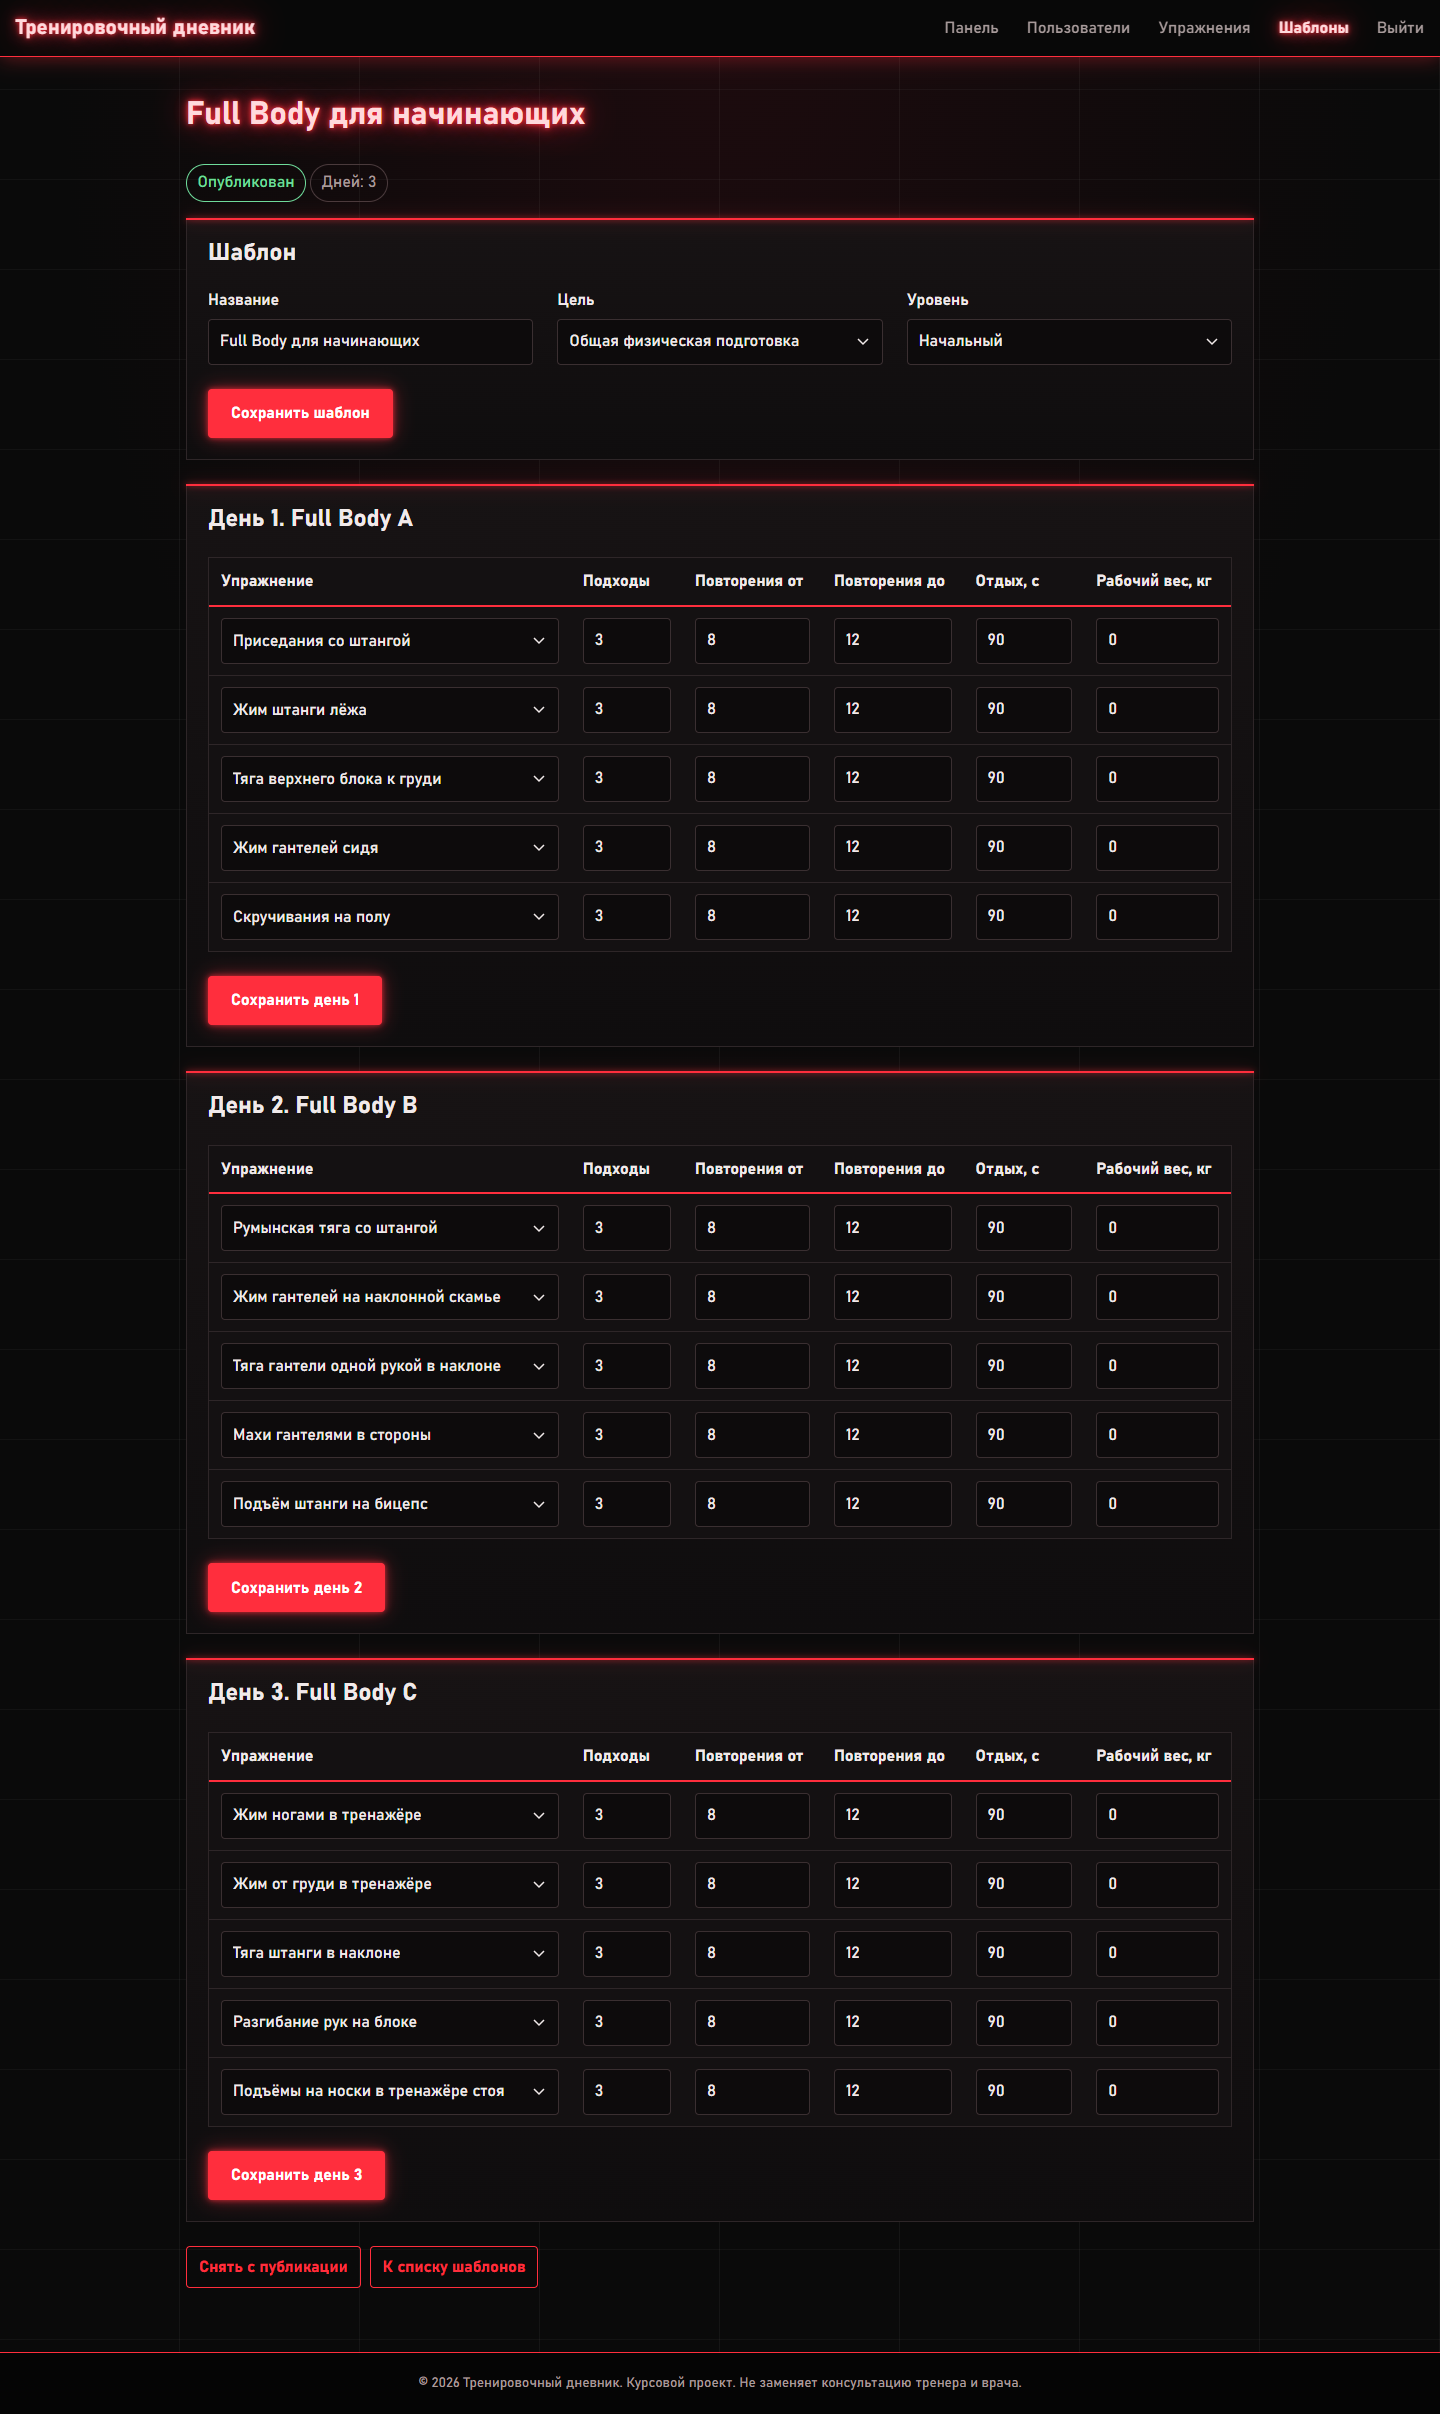 Тренировочный дневник
Панель Пользователи Упражнения Шаблоны Выйти
Full Body для начинающих
Опубликован Дней: 3
Шаблон
Название Цель Уровень
Full Body для начинающих Общая физическая подготовка Начальный
Сохранить шаблон
День 1. Full Body A
Упражнение Подходы Повторения от Повторения до Отдых, с Рабочий вес, кг
Приседания со штангой 3 8 12 90 0
Жим штанги лёжа 3 8 12 90 0
Тяга верхнего блока к груди 3 8 12 90 0
Жим гантелей сидя 3 8 12 90 0
Скручивания на полу 3 8 12 90 0
Сохранить день 1
День 2. Full Body B
Упражнение Подходы Повторения от Повторения до Отдых, с Рабочий вес, кг
Румынская тяга со штангой 3 8 12 90 0
Жим гантелей на наклонной скамье 3 8 12 90 0
Тяга гантели одной рукой в наклоне 3 8 12 90 0
Махи гантелями в стороны 3 8 12 90 0
Подъём штанги на бицепс 3 8 12 90 0
Сохранить день 2
День 3. Full Body C
Упражнение Подходы Повторения от Повторения до Отдых, с Рабочий вес, кг
Жим ногами в тренажёре 3 8 12 90 0
Жим от груди в тренажёре 3 8 12 90 0
Тяга штанги в наклоне 3 8 12 90 0
Разгибание рук на блоке 3 8 12 90 0
Подъёмы на носки в тренажёре стоя 3 8 12 90 0
Сохранить день 3
Снять с публикации К списку шаблонов
© 2026 Тренировочный дневник. Курсовой проект. Не заменяет консультацию тренера и врача.